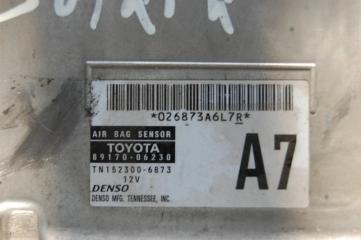 *026873A6L7R*
AIR BAG SENSOR
TOYOTA
89170-06230
TN152300-6873
12V
DENSO
DENSO MFG. TENNESSEE, INC.
A7